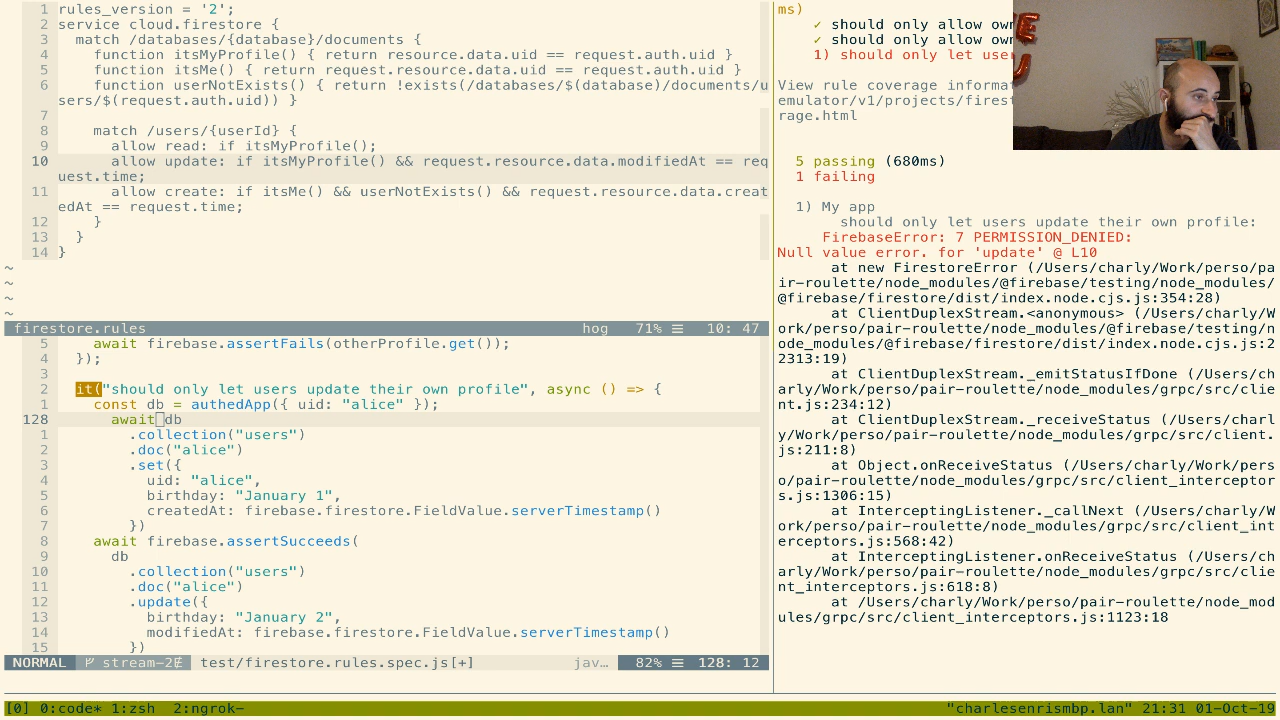 1 rules_version = '2';
2 service cloud.firestore {
3   match /databases/{database}/documents {
4     function itsMyProfile() { return resource.data.uid == request.auth.uid }
5     function itsMe() { return request.resource.data.uid == request.auth.uid }
6     function userNotExists() { return !exists(/databases/$(database)/documents/u
sers/$(request.auth.uid)) }
7
8     match /users/{userId} {
9       allow read: if itsMyProfile();
10       allow update: if itsMyProfile() && request.resource.data.modifiedAt == req
uest.time;
11       allow create: if itsMe() && userNotExists() && request.resource.data.creat
edAt == request.time;
12     }
13   }
14 }
~
~
~
~
firestore.rules hog 71% ☰ 10: 47
5     await firebase.assertFails(otherProfile.get());
4   });
3
2   it("should only let users update their own profile", async () => {
1     const db = authedApp({ uid: "alice" });
128       await db
1         .collection("users")
2         .doc("alice")
3         .set({
4           uid: "alice",
5           birthday: "January 1",
6           createdAt: firebase.firestore.FieldValue.serverTimestamp()
7         })
8     await firebase.assertSucceeds(
9       db
10         .collection("users")
11         .doc("alice")
12         .update({
13           birthday: "January 2",
14           modifiedAt: firebase.firestore.FieldValue.serverTimestamp()
15         })
NORMAL test/firestore.rules.spec.js[+] jav… 82% ☰ 128: 12
ms)
✓ should only allow
✓ should only allow
1) should only let
View rule coverage
emulator/v1/projects/
rage.html
5 passing (680ms)
1 failing
1) My app
should only let users update their own profile:
FirebaseError: 7 PERMISSION_DENIED:
Null value error. for 'update' @ L10
at new FirestoreError (/Users/charly/Work/perso/pa
ir-roulette/node_modules/@firebase/testing/node_modules/
@firebase/firestore/dist/index.node.cjs.js:354:28)
at ClientDuplexStream.<anonymous> (/Users/charly/W
ork/perso/pair-roulette/node_modules/@firebase/testing/n
ode_modules/@firebase/firestore/dist/index.node.cjs.js:2
2313:19)
at ClientDuplexStream._emitStatusIfDone (/Users/ch
arly/Work/perso/pair-roulette/node_modules/grpc/src/clie
nt.js:234:12)
at ClientDuplexStream._receiveStatus (/Users/charl
y/Work/perso/pair-roulette/node_modules/grpc/src/client.
js:211:8)
at Object.onReceiveStatus (/Users/charly/Work/pers
o/pair-roulette/node_modules/grpc/src/client_interceptor
s.js:1306:15)
at InterceptingListener._callNext (/Users/charly/W
ork/perso/pair-roulette/node_modules/grpc/src/client_int
erceptors.js:568:42)
at InterceptingListener.onReceiveStatus (/Users/ch
arly/Work/perso/pair-roulette/node_modules/grpc/src/clie
nt_interceptors.js:618:8)
at /Users/charly/Work/perso/pair-roulette/node_mod
ules/grpc/src/client_interceptors.js:1123:18
[0] 0:code* 1:zsh  2:ngrok- "charlesenrismbp.lan" 21:31 01-Oct-19